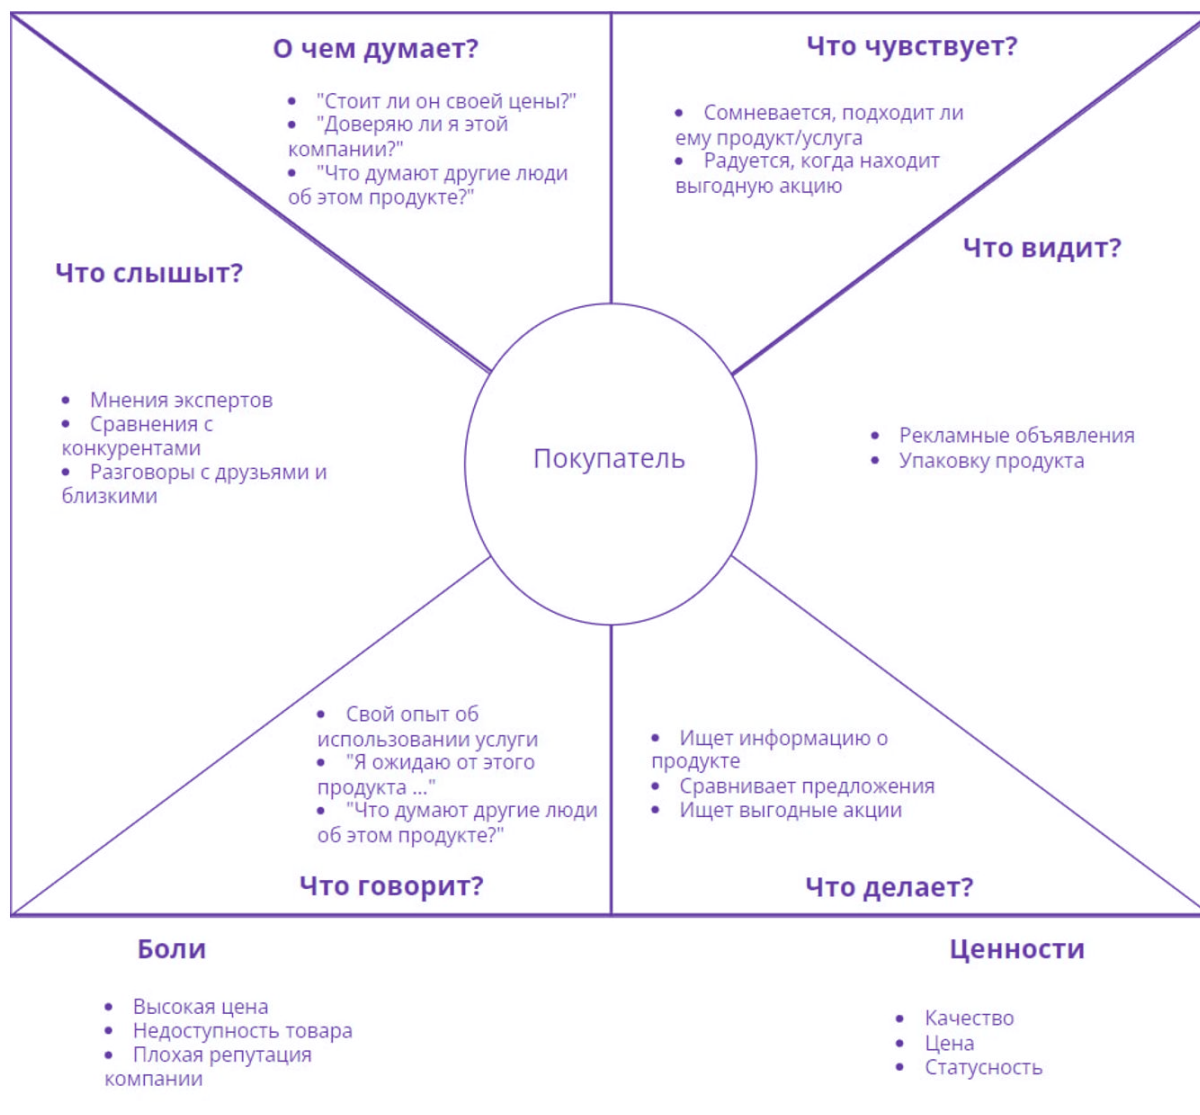 О чем думает?
• "Стоит ли он своей цены?"
• "Доверяю ли я этой
компании?"
• "Что думают другие люди
об этом продукте?"
Что чувствует?
• Сомневается, подходит ли
ему продукт/услуга
• Радуется, когда находит
выгодную акцию
Что слышыт?
• Мнения экспертов
• Сравнения с
конкурентами
• Разговоры с друзьями и
близкими
Покупатель
Что видит?
• Рекламные объявления
• Упаковку продукта
• Свой опыт об
использовании услуги
• "Я ожидаю от этого
продукта ..."
• "Что думают другие люди
об этом продукте?"
Что говорит?
• Ищет информацию о
продукте
• Сравнивает предложения
• Ищет выгодные акции
Что делает?
Боли
• Высокая цена
• Недоступность товара
• Плохая репутация
компании
Ценности
• Качество
• Цена
• Статусность